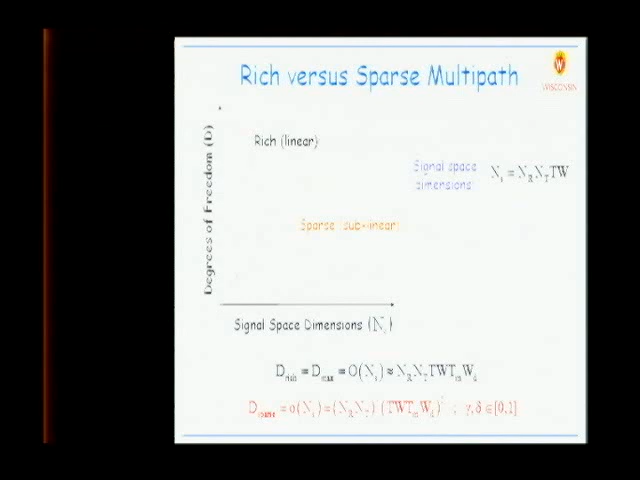 Rich versus Sparse Multipath
W
WISCONSIN
Degrees of Freedom (D)
Rich (linear)
Signal space
dimensions:
N_s = N_R N_T TW
Sparse (sub-linear)
Signal Space Dimensions (N_s)
D_rich = D_max = O(N_s) ≈ N_R N_T TWT_m W_d
D_sparse = o(N_s) = (N_R N_T) (TWT_m W_d)^δ ; γ,δ ∈ [0,1]